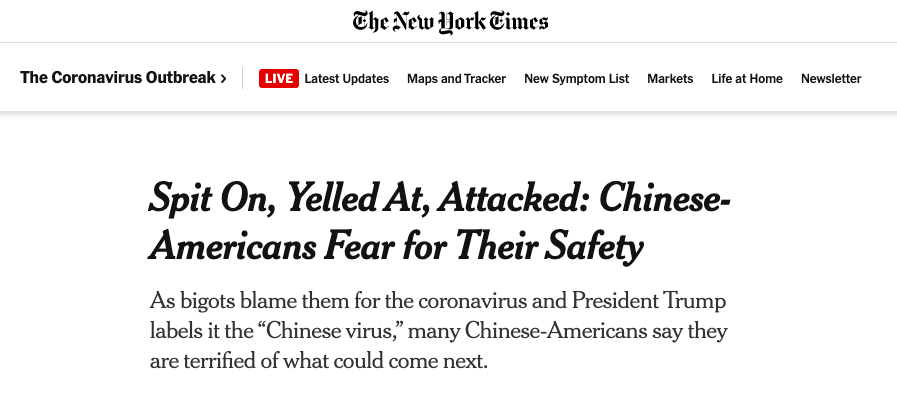 The New York Times
The Coronavirus Outbreak › LIVE Latest Updates Maps and Tracker New Symptom List Markets Life at Home Newsletter
Spit On, Yelled At, Attacked: Chinese-
Americans Fear for Their Safety
As bigots blame them for the coronavirus and President Trump
labels it the “Chinese virus,” many Chinese-Americans say they
are terrified of what could come next.